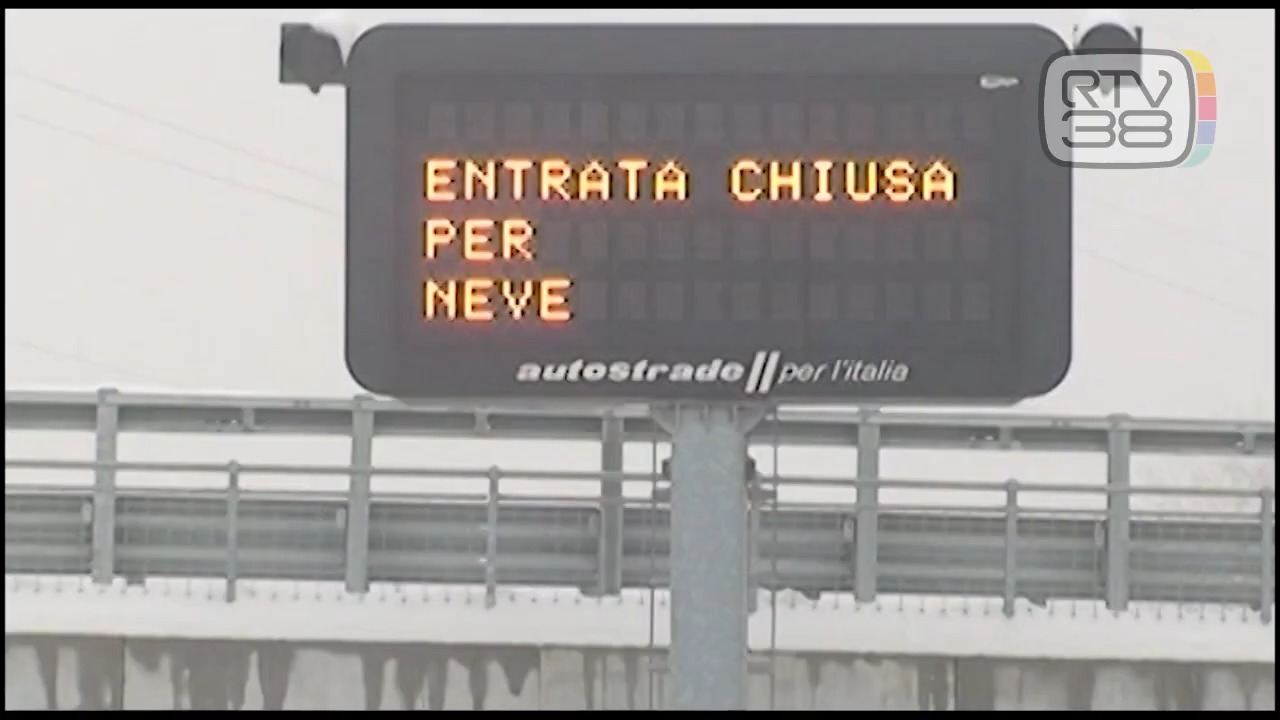 RTV
38
ENTRATA CHIUSA
PER
NEVE
autostrade // per l'italia